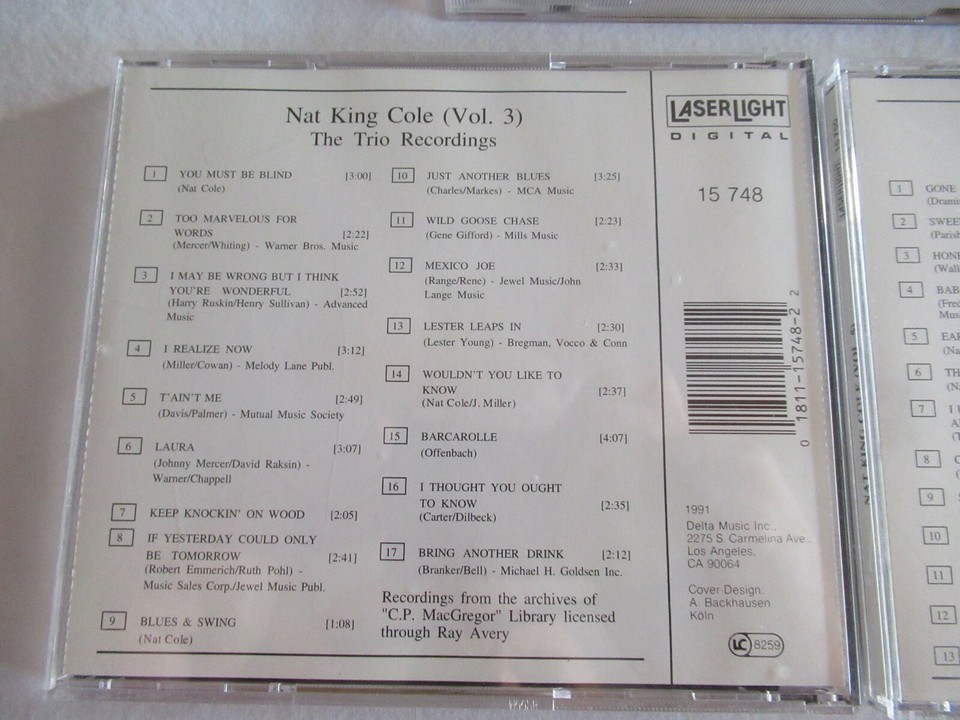 Nat King Cole (Vol. 3)
The Trio Recordings
1 YOU MUST BE BLIND [3:00]
(Nat Cole)
2 TOO MARVELOUS FOR
WORDS [2:22]
(Mercer/Whiting) - Warner Bros. Music
3 I MAY BE WRONG BUT I THINK
YOU'RE WONDERFUL [2:52]
(Harry Ruskin/Henry Sullivan) - Advanced
Music
4 I REALIZE NOW [3:12]
(Miller/Cowan) - Melody Lane Publ.
5 T'AIN'T ME [2:49]
(Davis/Palmer) - Mutual Music Society
6 LAURA [3:07]
(Johnny Mercer/David Raksin) -
Warner/Chappell
7 KEEP KNOCKIN' ON WOOD [2:05]
8 IF YESTERDAY COULD ONLY
BE TOMORROW [2:41]
(Robert Emmerich/Ruth Pohl) -
Music Sales Corp./Jewel Music Publ.
9 BLUES & SWING [1:08]
(Nat Cole)
10 JUST ANOTHER BLUES [3:25]
(Charles/Markes) - MCA Music
11 WILD GOOSE CHASE [2:23]
(Gene Gifford) - Mills Music
12 MEXICO JOE [2:33]
(Range/Rene) - Jewel Music/John
Lange Music
13 LESTER LEAPS IN [2:30]
(Lester Young) - Bregman, Vocco & Conn
14 WOULDN'T YOU LIKE TO
KNOW [2:37]
(Nat Cole/J. Miller)
15 BARCAROLLE [4:07]
(Offenbach)
16 I THOUGHT YOU OUGHT
TO KNOW [2:35]
(Carter/Dilbeck)
17 BRING ANOTHER DRINK [2:12]
(Branker/Bell) - Michael H. Goldsen Inc.
Recordings from the archives of
"C.P. MacGregor" Library licensed
through Ray Avery
LASERLIGHT
DIGITAL
15 748
0 1811-15748-2 2
1991
Delta Music Inc.,
2275 S. Carmelina Ave.
Los Angeles,
CA 90064
Cover-Design:
A. Backhausen
Köln
LC 8259
NAT KING COLE
1 GONE
2
3
4
5
6
7
8
9
10
11
12
13